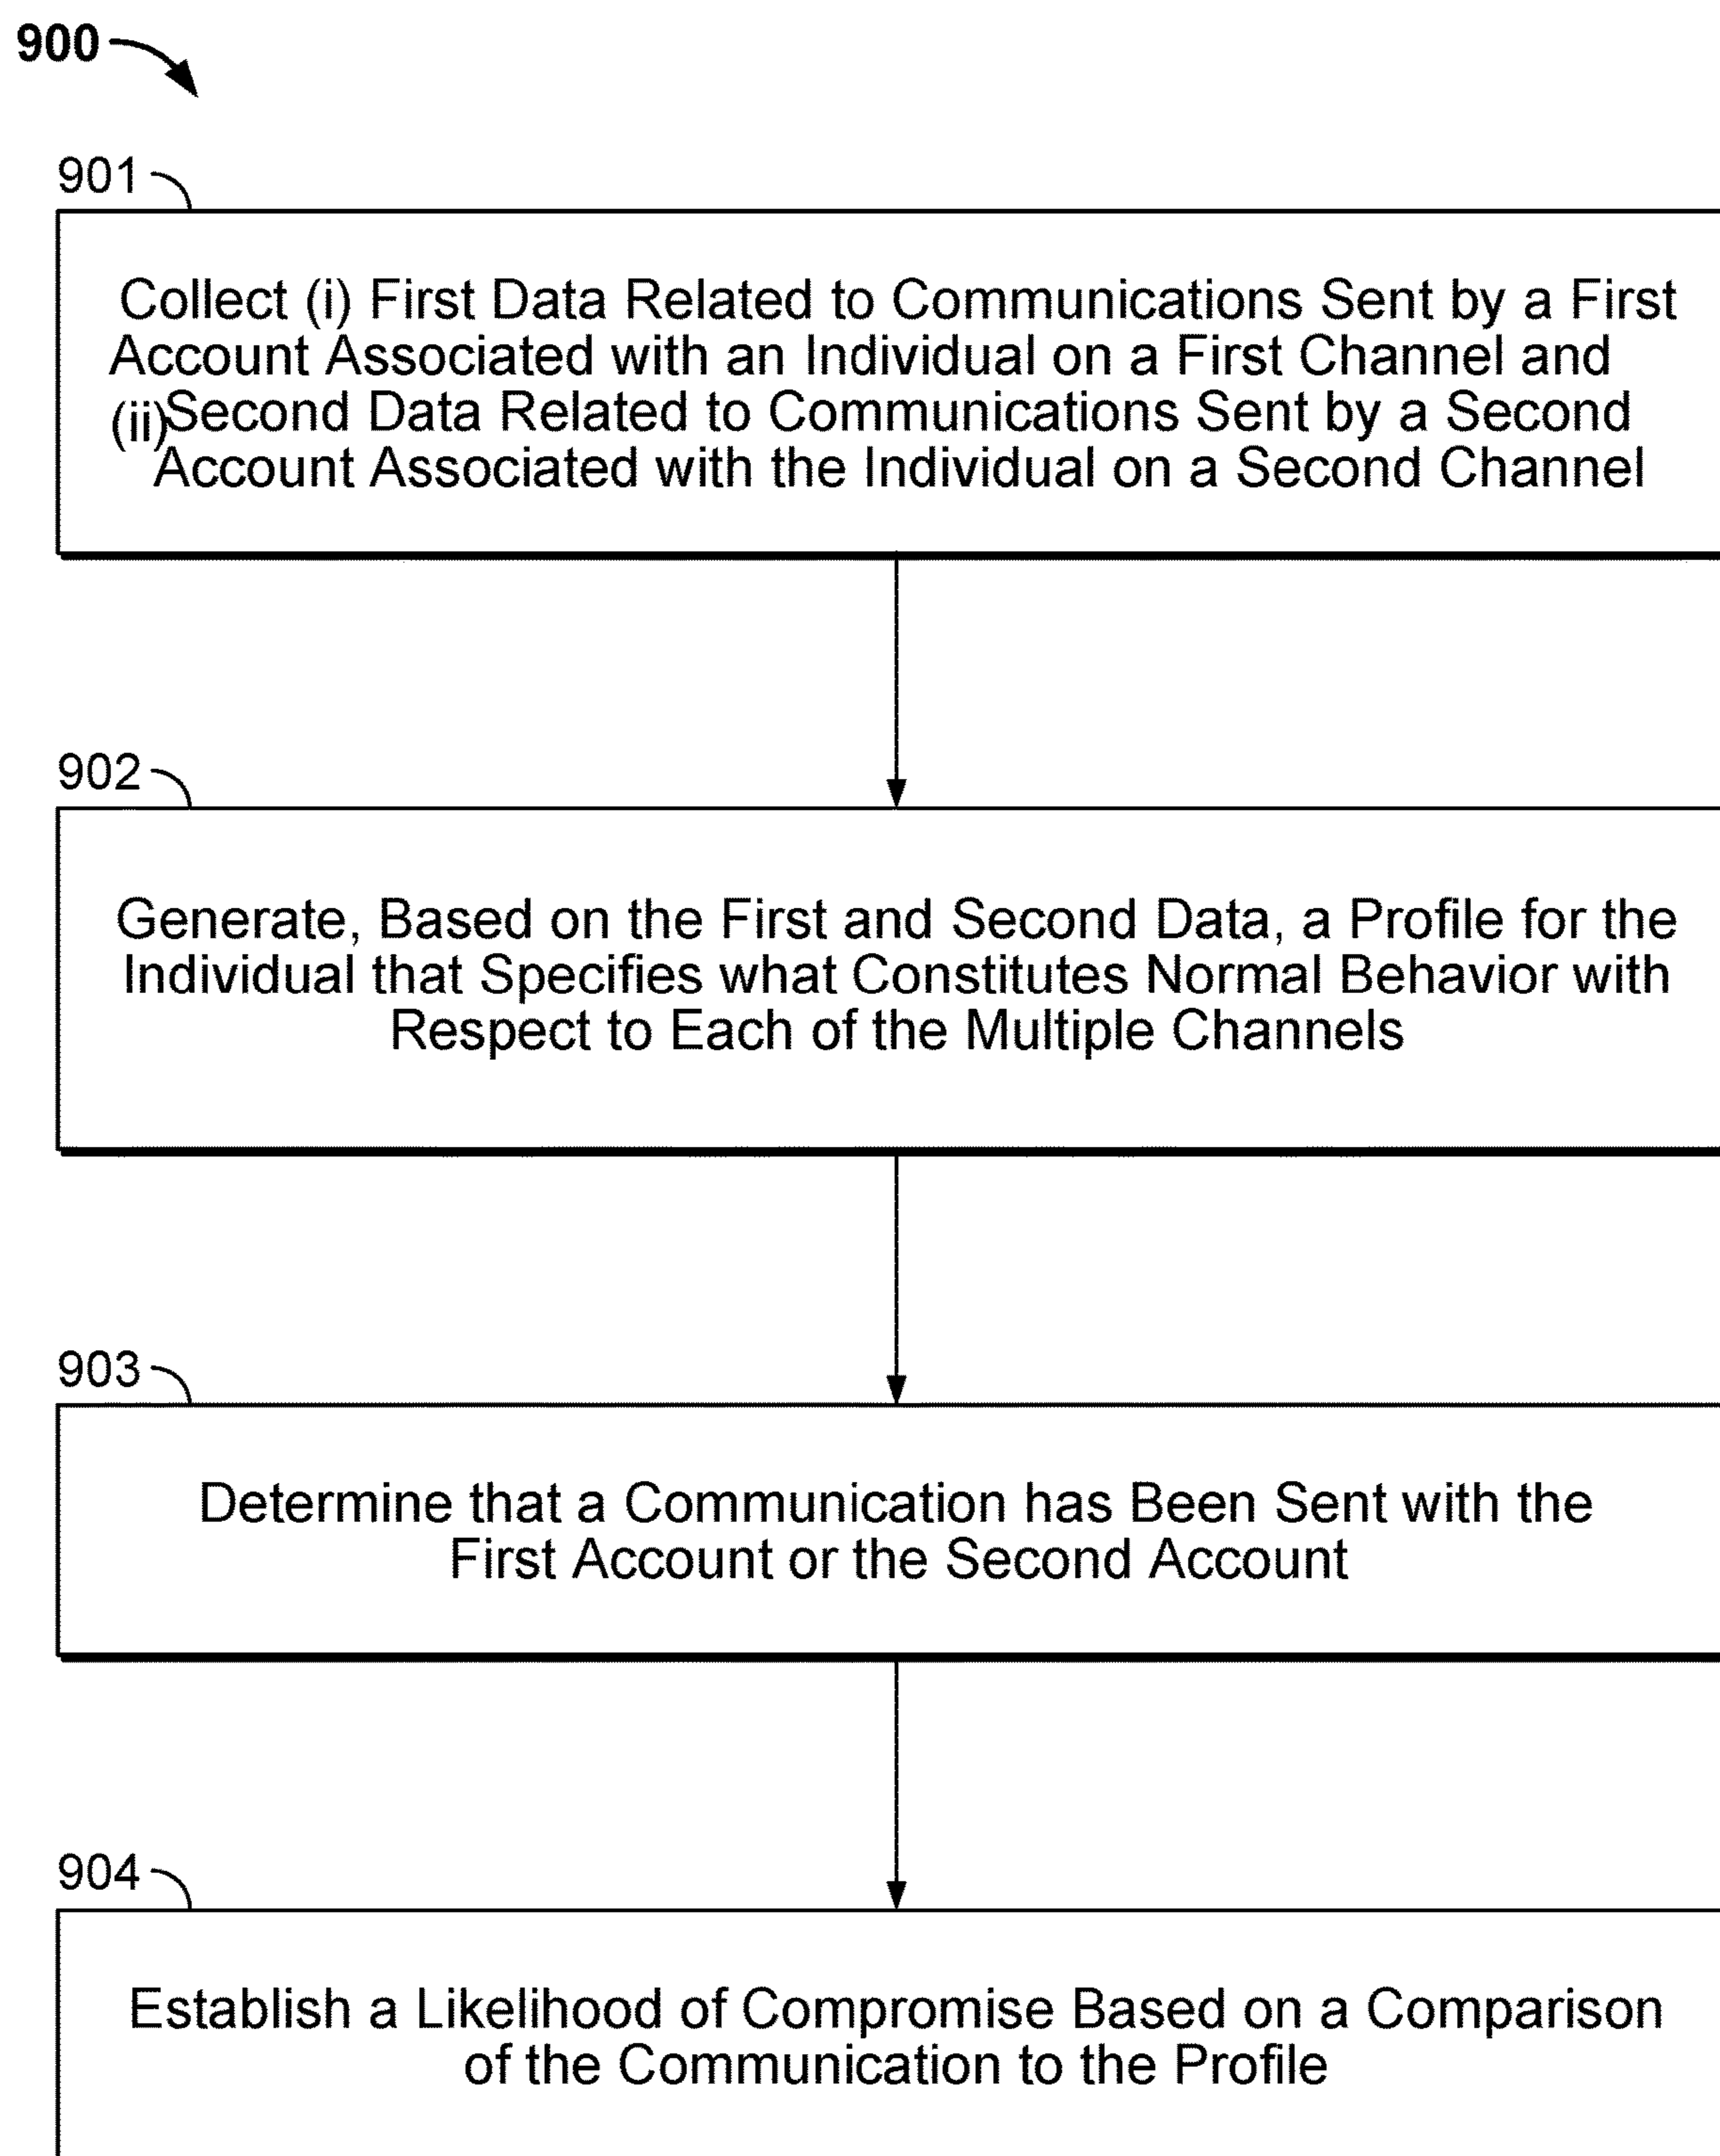 900
901
Collect (i) First Data Related to Communications Sent by a First
Account Associated with an Individual on a First Channel and
(ii)Second Data Related to Communications Sent by a Second
Account Associated with the Individual on a Second Channel
902
Generate, Based on the First and Second Data, a Profile for the
Individual that Specifies what Constitutes Normal Behavior with
Respect to Each of the Multiple Channels
903
Determine that a Communication has Been Sent with the
First Account or the Second Account
904
Establish a Likelihood of Compromise Based on a Comparison
of the Communication to the Profile